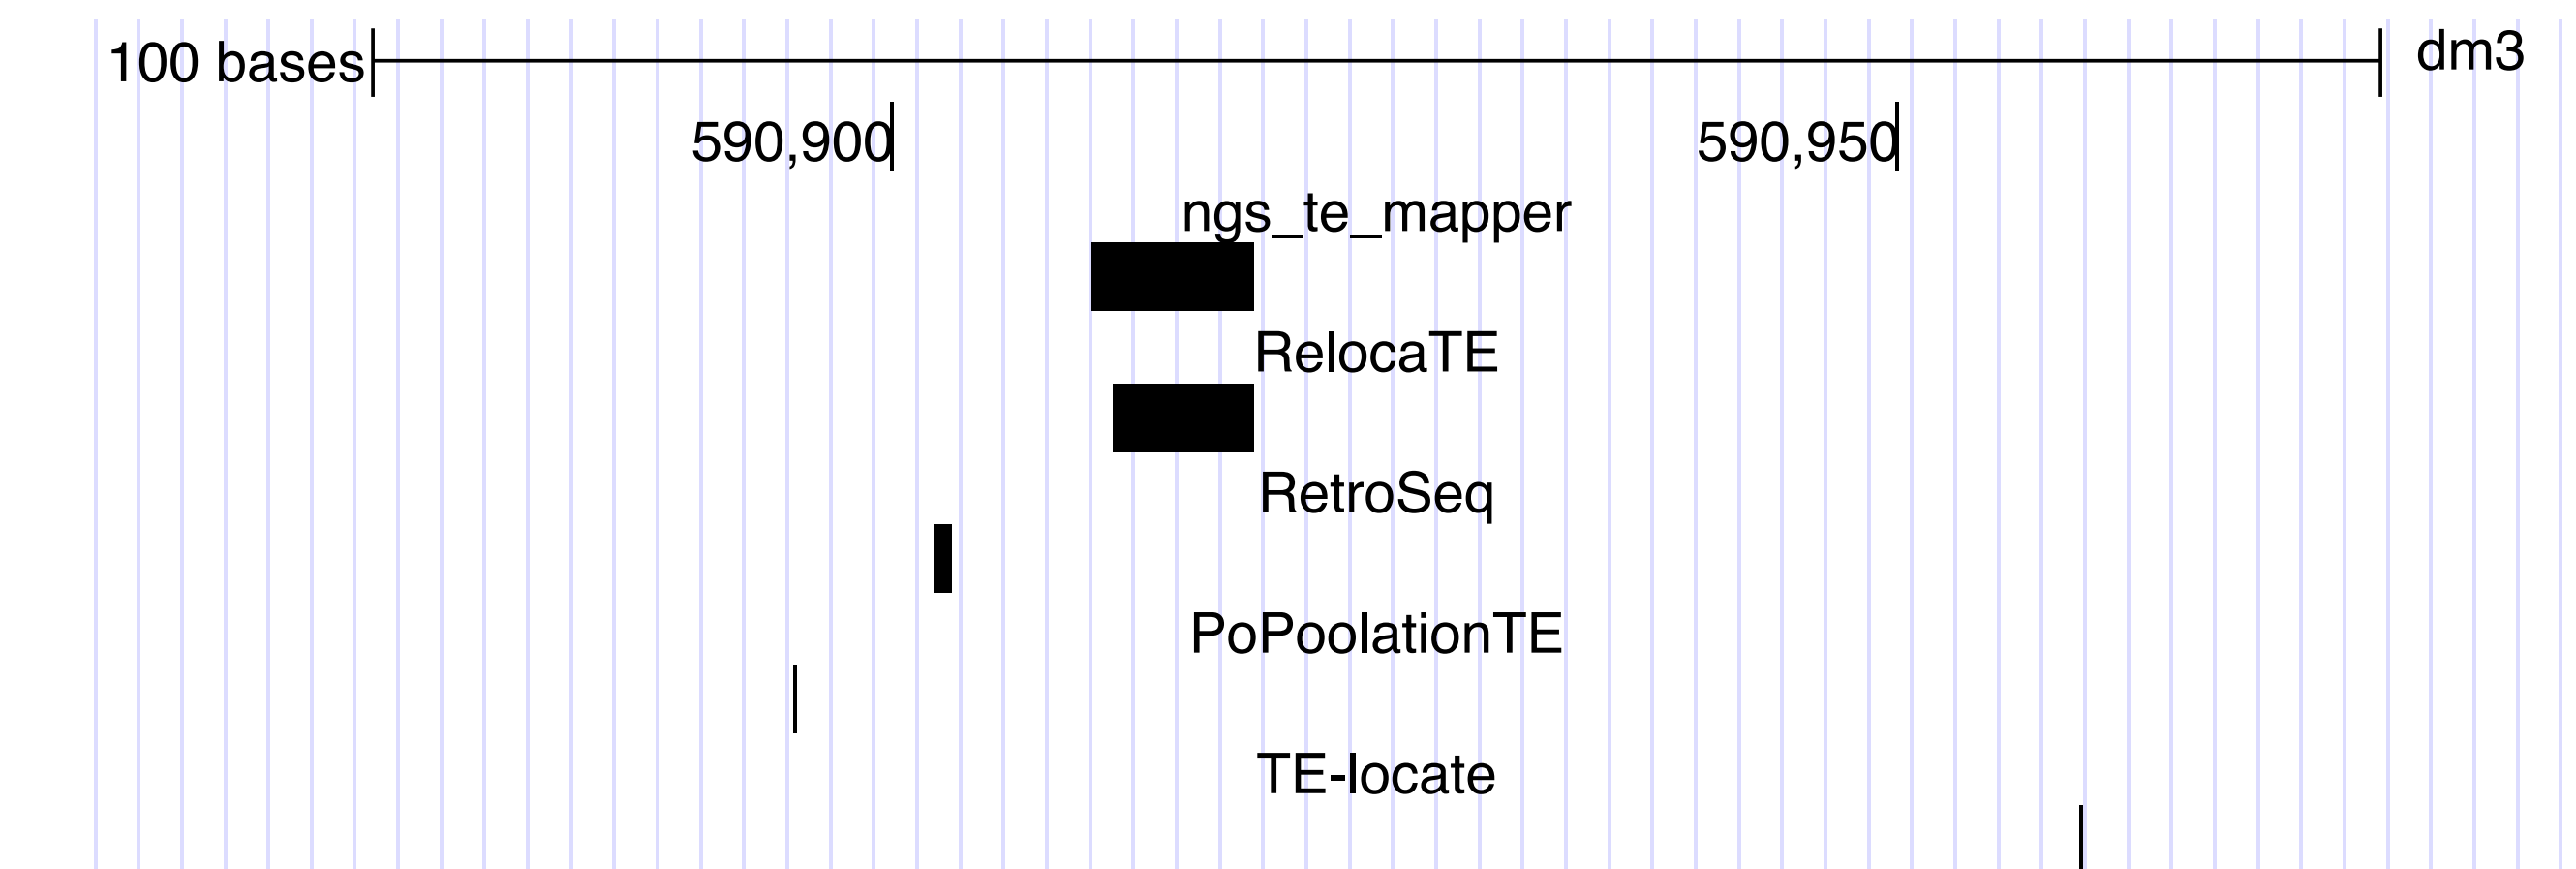 100 bases dm3
590,900 590,950
ngs_te_mapper
RelocaTE
RetroSeq
PoPoolationTE
TE-locate